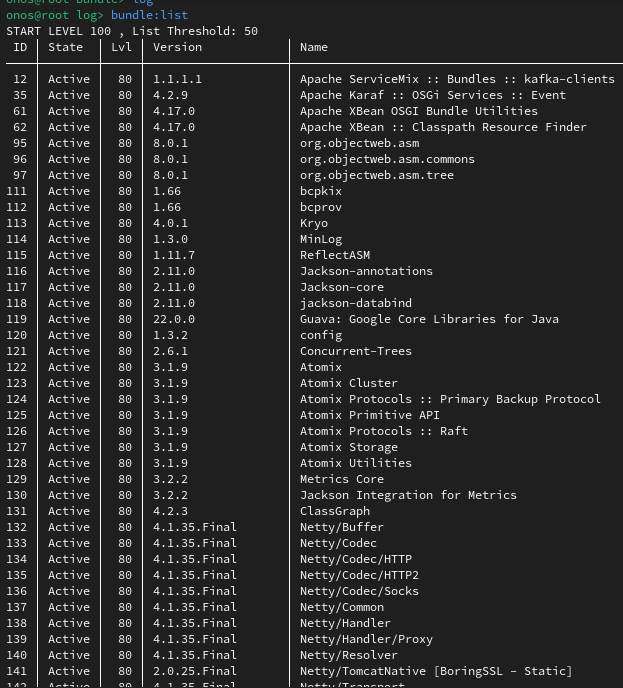 onos@root bundle> log
onos@root log> bundle:list
START LEVEL 100 , List Threshold: 50
ID │ State │ Lvl │ Version │ Name
12 │ Active │ 80 │ 1.1.1.1 │ Apache ServiceMix :: Bundles :: kafka-clients
35 │ Active │ 80 │ 4.2.9 │ Apache Karaf :: OSGi Services :: Event
61 │ Active │ 80 │ 4.17.0 │ Apache XBean OSGI Bundle Utilities
62 │ Active │ 80 │ 4.17.0 │ Apache XBean :: Classpath Resource Finder
95 │ Active │ 80 │ 8.0.1 │ org.objectweb.asm
96 │ Active │ 80 │ 8.0.1 │ org.objectweb.asm.commons
97 │ Active │ 80 │ 8.0.1 │ org.objectweb.asm.tree
111 │ Active │ 80 │ 1.66 │ bcpkix
112 │ Active │ 80 │ 1.66 │ bcprov
113 │ Active │ 80 │ 4.0.1 │ Kryo
114 │ Active │ 80 │ 1.3.0 │ MinLog
115 │ Active │ 80 │ 1.11.7 │ ReflectASM
116 │ Active │ 80 │ 2.11.0 │ Jackson-annotations
117 │ Active │ 80 │ 2.11.0 │ Jackson-core
118 │ Active │ 80 │ 2.11.0 │ jackson-databind
119 │ Active │ 80 │ 22.0.0 │ Guava: Google Core Libraries for Java
120 │ Active │ 80 │ 1.3.2 │ config
121 │ Active │ 80 │ 2.6.1 │ Concurrent-Trees
122 │ Active │ 80 │ 3.1.9 │ Atomix
123 │ Active │ 80 │ 3.1.9 │ Atomix Cluster
124 │ Active │ 80 │ 3.1.9 │ Atomix Protocols :: Primary Backup Protocol
125 │ Active │ 80 │ 3.1.9 │ Atomix Primitive API
126 │ Active │ 80 │ 3.1.9 │ Atomix Protocols :: Raft
127 │ Active │ 80 │ 3.1.9 │ Atomix Storage
128 │ Active │ 80 │ 3.1.9 │ Atomix Utilities
129 │ Active │ 80 │ 3.2.2 │ Metrics Core
130 │ Active │ 80 │ 3.2.2 │ Jackson Integration for Metrics
131 │ Active │ 80 │ 4.2.3 │ ClassGraph
132 │ Active │ 80 │ 4.1.35.Final │ Netty/Buffer
133 │ Active │ 80 │ 4.1.35.Final │ Netty/Codec
134 │ Active │ 80 │ 4.1.35.Final │ Netty/Codec/HTTP
135 │ Active │ 80 │ 4.1.35.Final │ Netty/Codec/HTTP2
136 │ Active │ 80 │ 4.1.35.Final │ Netty/Codec/Socks
137 │ Active │ 80 │ 4.1.35.Final │ Netty/Common
138 │ Active │ 80 │ 4.1.35.Final │ Netty/Handler
139 │ Active │ 80 │ 4.1.35.Final │ Netty/Handler/Proxy
140 │ Active │ 80 │ 4.1.35.Final │ Netty/Resolver
141 │ Active │ 80 │ 2.0.25.Final │ Netty/TomcatNative [BoringSSL - Static]
142 │ Active │ 80 │ 4.1.35.Final │ Netty/Transport